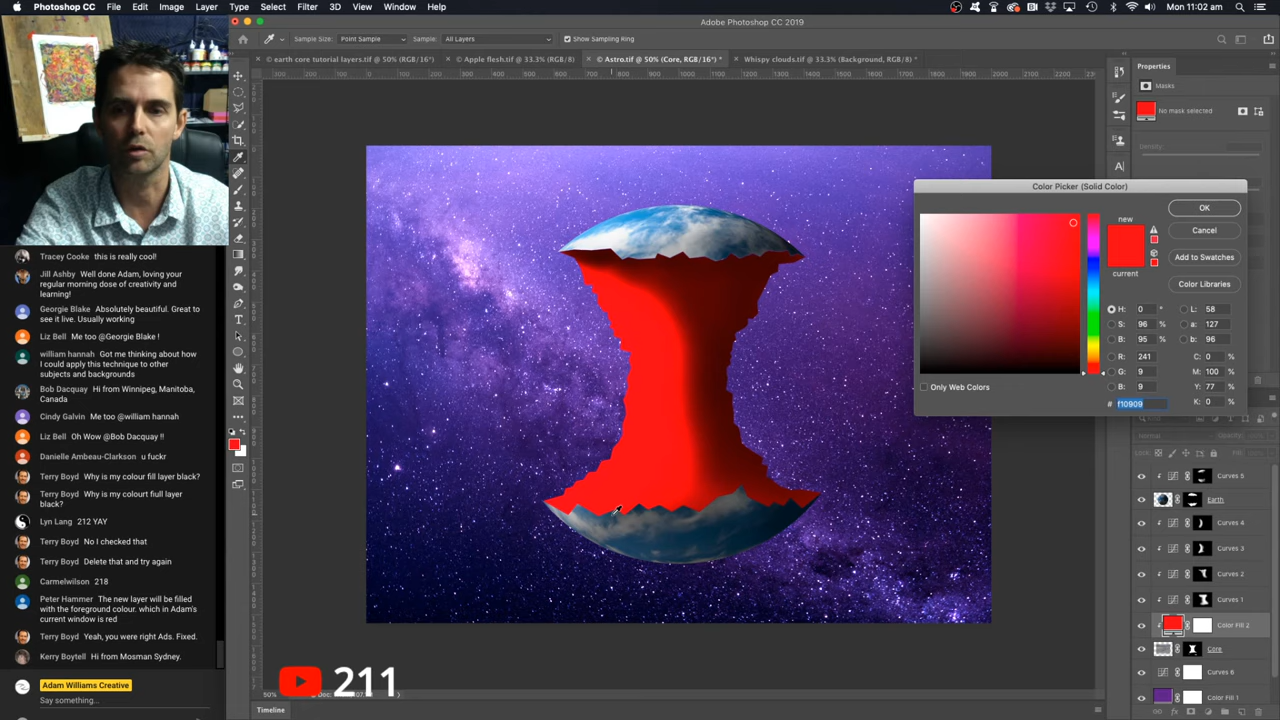 Photoshop CC File Edit Image Layer Type Select Filter 3D View Window Help
Mon 11:02 am
Adobe Photoshop CC 2019
Sample Size: Point Sample Sample: All Layers Show Sampling Ring
© earth core tutorial layers.tif @ 50% (RGB/16*) © Apple flesh.tif @ 33.3% (RGB/8) © Astro.tif @ 50% (Core, RGB/16*) * Whispy clouds.tif @ 33.3% (Background, RGB/8) *
Properties
Masks
No mask selected
Density:
Color Picker (Solid Color)
new
current
OK
Cancel
Add to Swatches
Color Libraries
H: 0 °
S: 96 %
B: 95 %
R: 241
G: 9
B: 9
L: 58
a: 127
b: 96
C: 0 %
M: 100 %
Y: 77 %
K: 0 %
# f10909
Only Web Colors
Normal
Opacity:
Lock:
Fill:
Curves 5
Earth
Curves 4
Curves 3
Curves 2
Curves 1
Color Fill 2
Core
Curves 6
Color Fill 1
Tracey Cooke this is really cool!
Jill Ashby Well done Adam, loving your
regular morning dose of creativity and
learning!
Georgie Blake Absolutely beautiful. Great to
see it live. Usually working
Liz Bell Me too @Georgie Blake !
william hannah Got me thinking about how
I could apply this technique to other
subjects and backgrounds
Bob Dacquay Hi from Winnipeg, Manitoba,
Canada
Cindy Galvin Me too @william hannah
Liz Bell Oh Wow @Bob Dacquay !!
Danielle Ambeau-Clarkson u fuckr
Terry Boyd Why is my colour fill layer black?
Terry Boyd Why is my colourt fiull layer
black?
Lyn Lang 212 YAY
Terry Boyd No I checked that
Terry Boyd Delete that and try again
Carmelwilson 218
Peter Hammer The new layer will be filled
with the foreground colour. which in Adam's
current window is red
Terry Boyd Yeah, you were right Ads. Fixed.
Kerry Boytell Hi from Mosman Sydney.
Adam Williams Creative
Say something...
211
50%
Timeline